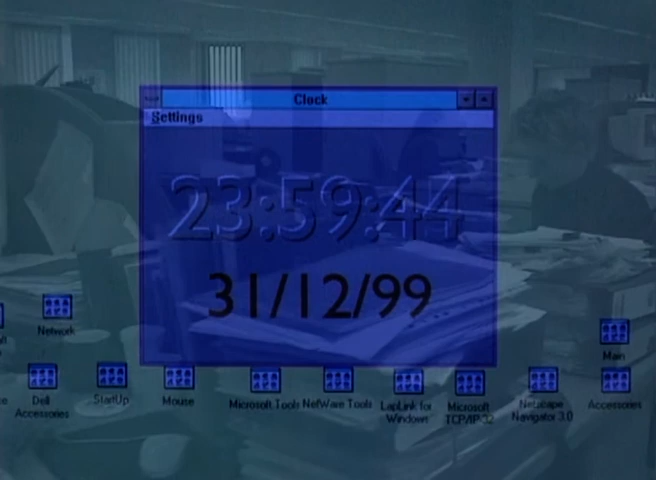 Clock
Settings
23:59:44
31/12/99
Network
Main
Dell
Accessories
StartUp
Mouse
Microsoft Tools
NetWare Tools
LapLink for
Windows
Microsoft
TCP/IP-32
Netscape
Navigator 3.0
Accessories